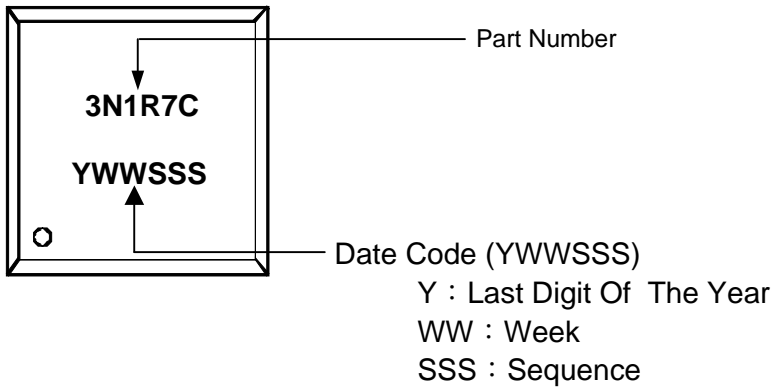 Part Number
3N1R7C
YWWSSS
Date Code (YWWSSS)
Y：Last Digit Of The Year
WW：Week
SSS：Sequence